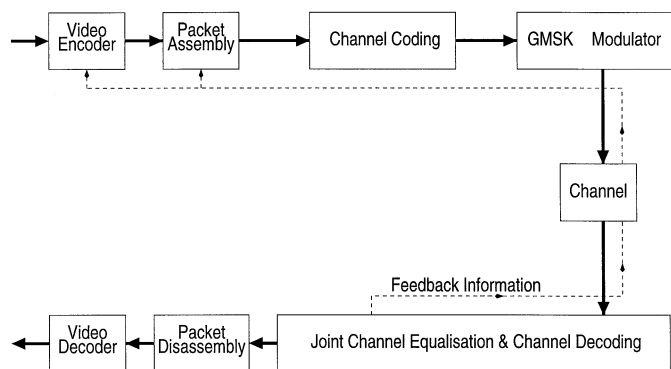 Video
Encoder
Packet
Assembly
Channel Coding
GMSK Modulator
Channel
Feedback Information
Video
Decoder
Packet
Disassembly
Joint Channel Equalisation & Channel Decoding